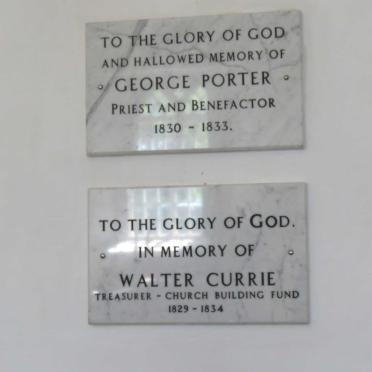 TO THE GLORY OF GOD
AND HALLOWED MEMORY OF
GEORGE PORTER
PRIEST AND BENEFACTOR
1830 - 1833.
TO THE GLORY OF GOD.
IN MEMORY OF
WALTER CURRIE
TREASURER - CHURCH BUILDING FUND
1829 - 1834